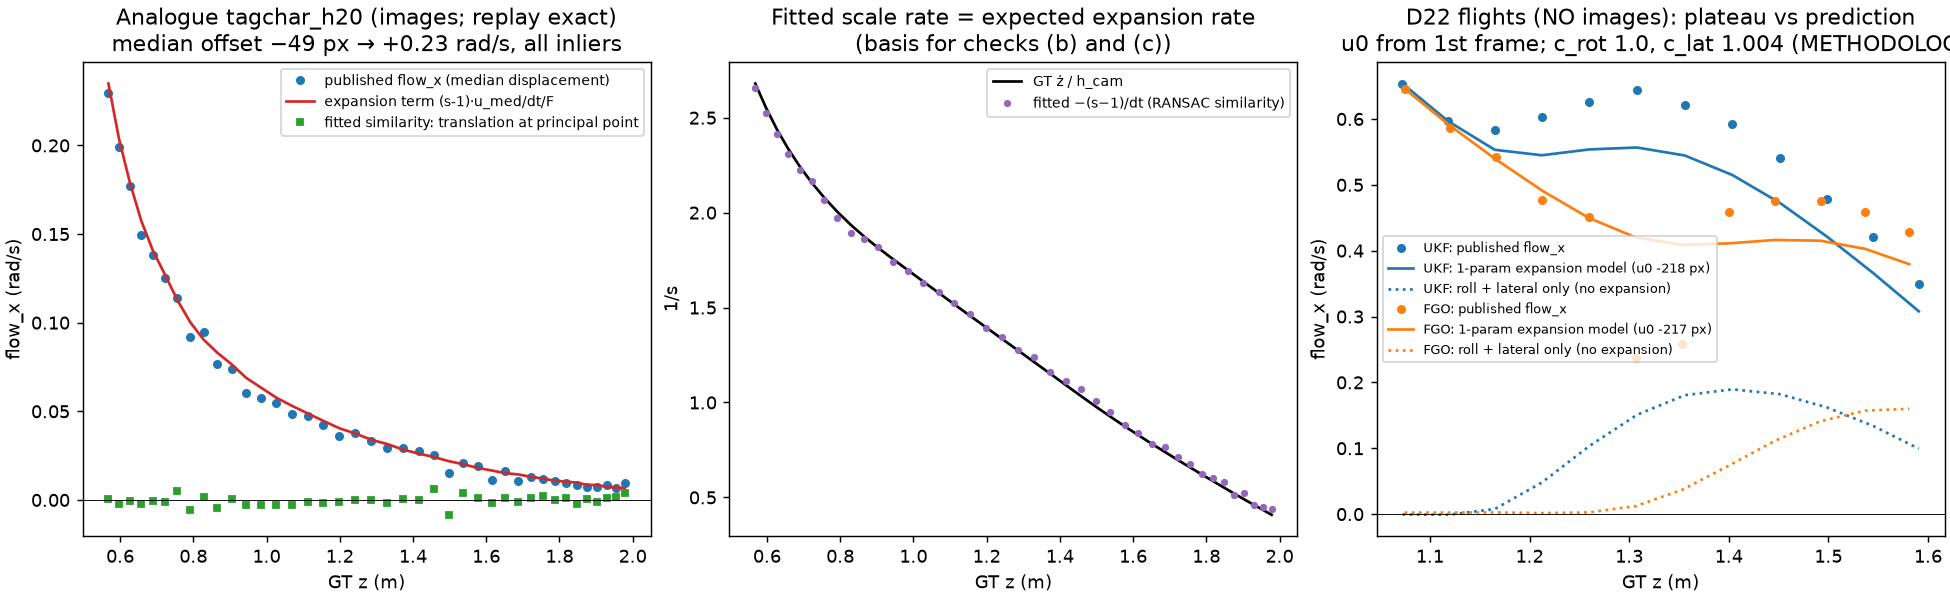 Analogue tagchar_h20 (images; replay exact)
median offset −49 px → +0.23 rad/s, all inliers
published flow_x (median displacement)
expansion term (s-1)·u_med/dt/F
fitted similarity: translation at principal point
flow_x (rad/s)
0.20
0.15
0.10
0.05
0.00
0.6
0.8
1.0
1.2
1.4
1.6
1.8
2.0
GT z (m)
Fitted scale rate = expected expansion rate
(basis for checks (b) and (c))
GT ż / h_cam
fitted −(s−1)/dt (RANSAC similarity)
1/s
2.5
2.0
1.5
1.0
0.5
0.6
0.8
1.0
1.2
1.4
1.6
1.8
2.0
GT z (m)
D22 flights (NO images): plateau vs prediction
u0 from 1st frame; c_rot 1.0, c_lat 1.004 (METHODOLOG
UKF: published flow_x
UKF: 1-param expansion model (u0 -218 px)
UKF: roll + lateral only (no expansion)
FGO: published flow_x
FGO: 1-param expansion model (u0 -217 px)
FGO: roll + lateral only (no expansion)
flow_x (rad/s)
0.6
0.5
0.4
0.3
0.2
0.1
0.0
1.1
1.2
1.3
1.4
1.5
1.6
GT z (m)